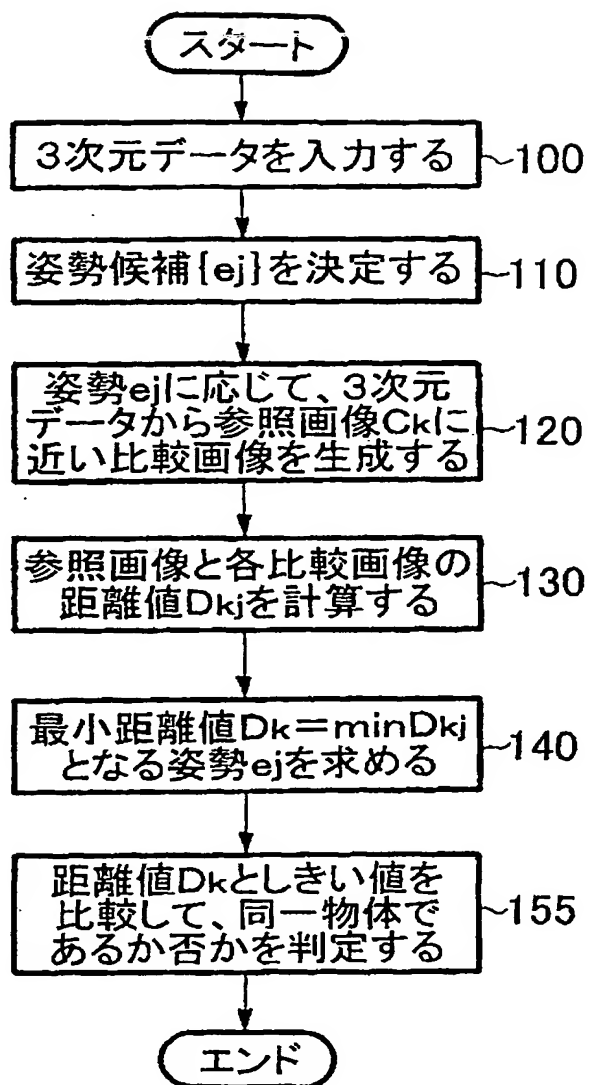 スタート
3次元データを入力する
~100
姿勢候補{ej}を決定する
~110
姿勢ejに応じて、3次元
データから参照画像Ckに
近い比較画像を生成する
~120
参照画像と各比較画像の
距離値Dkjを計算する
~130
最小距離値Dk=minDkj
となる姿勢ejを求める
~140
距離値Dkとしきい値を
比較して、同一物体で
あるか否かを判定する
~155
エンド